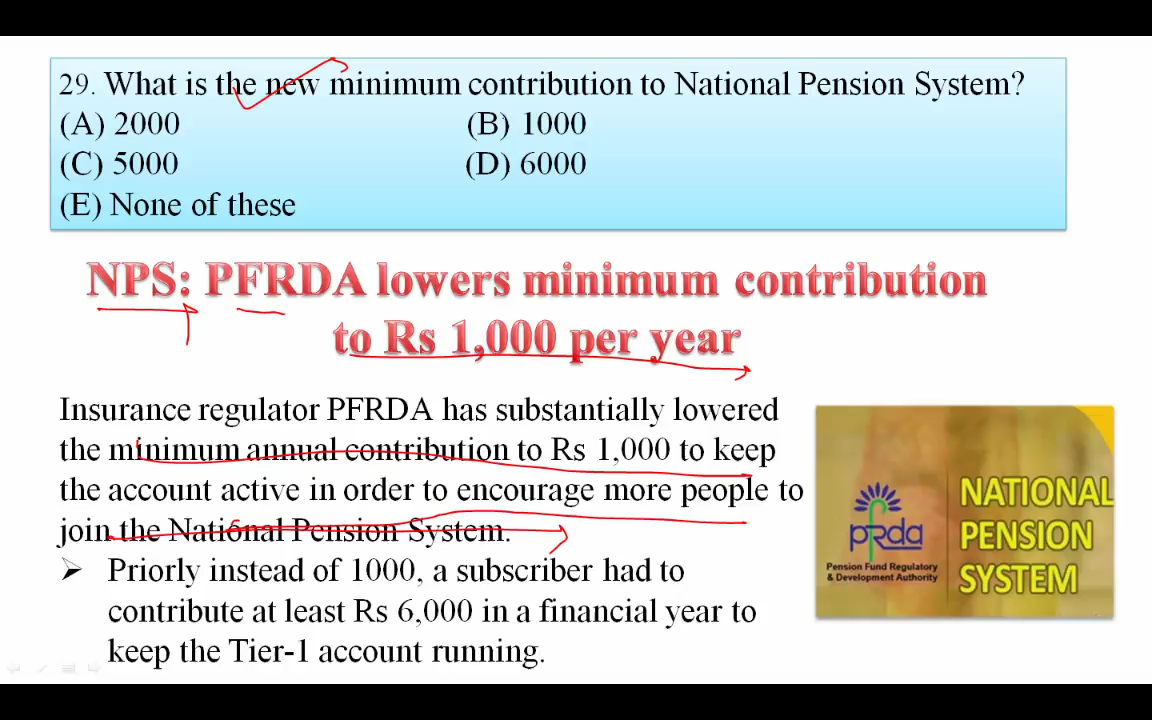 29. What is the new minimum contribution to National Pension System?
(A) 2000 (B) 1000
(C) 5000 (D) 6000
(E) None of these
NPS: PFRDA lowers minimum contribution
to Rs 1,000 per year
Insurance regulator PFRDA has substantially lowered
the minimum annual contribution to Rs 1,000 to keep
the account active in order to encourage more people to
join the National Pension System.
➢ Priorly instead of 1000, a subscriber had to
contribute at least Rs 6,000 in a financial year to
keep the Tier-1 account running.
pfrda
Pension Fund Regulatory
& Development Authority
NATIONAL
PENSION
SYSTEM